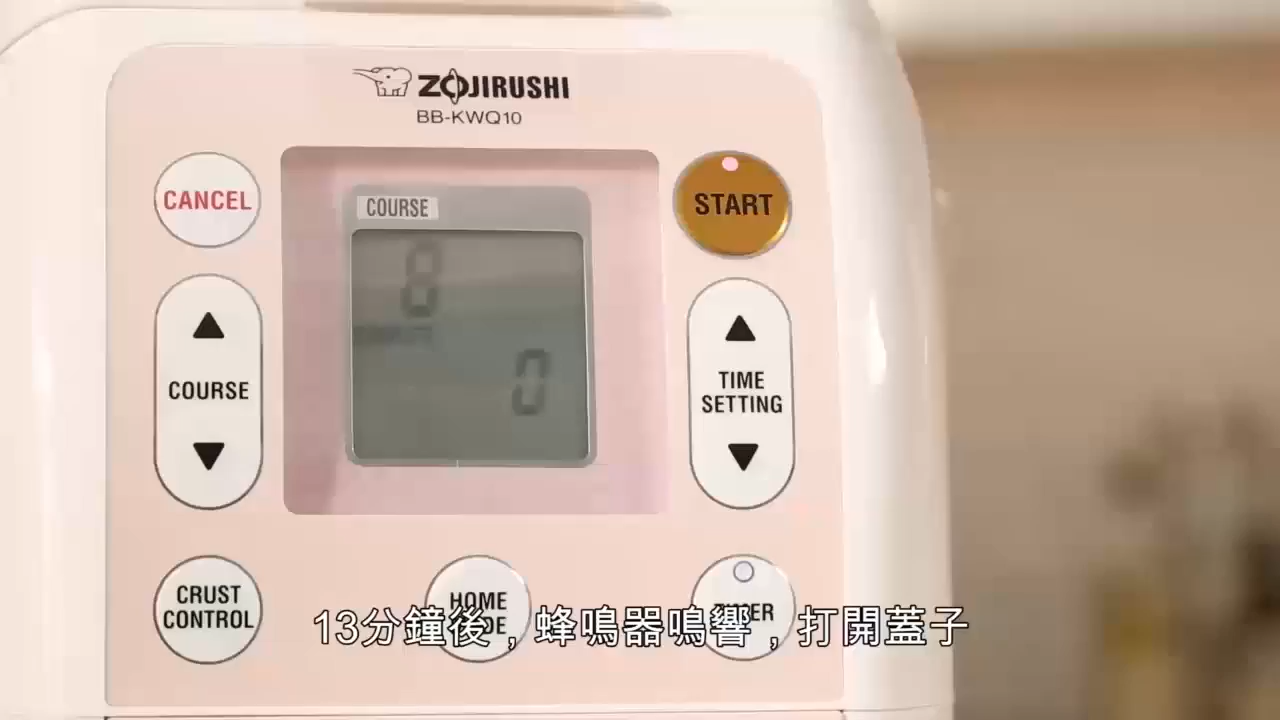 ZOJIRUSHI
BB-KWQ10
CANCEL
COURSE
START
8
0
COURSE
TIME
SETTING
CRUST
CONTROL
HOME
13分鐘後，蜂鳴器鳴響，打開蓋子